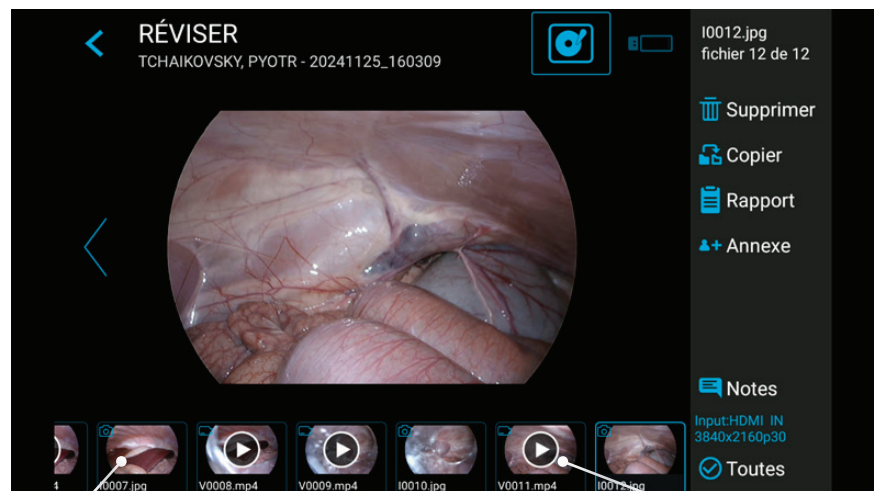 RÉVISER
TCHAIKOVSKY, PYOTR - 20241125_160309
I0012.jpg
fichier 12 de 12
Supprimer
Copier
Rapport
Annexe
Notes
Input:HDMI IN
3840x2160p30
Toutes
4
I0007.jpg
V0008.mp4
V0009.mp4
I0010.jpg
V0011.mp4
I0012.jpg